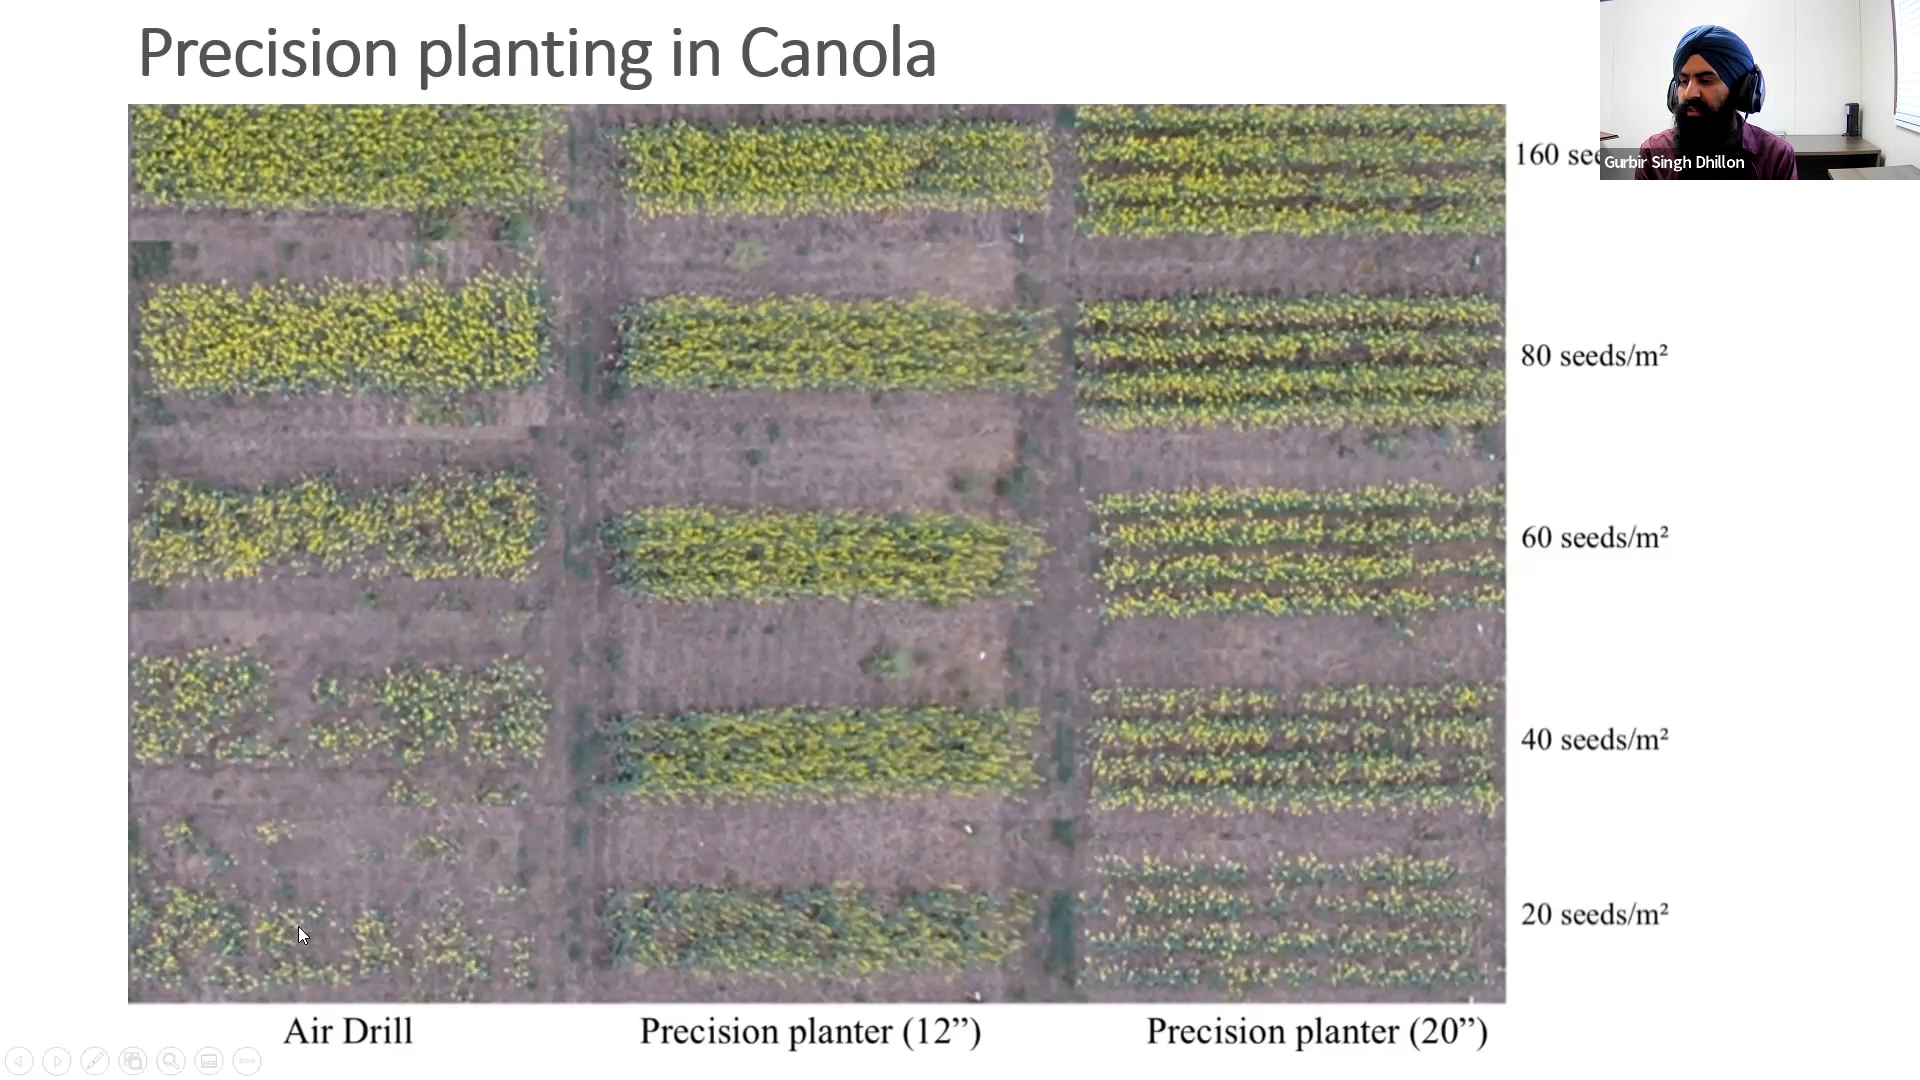 Precision planting in Canola
160 see
Gurbir Singh Dhillon
80 seeds/m²
60 seeds/m²
40 seeds/m²
20 seeds/m²
Air Drill
Precision planter (12”)
Precision planter (20”)